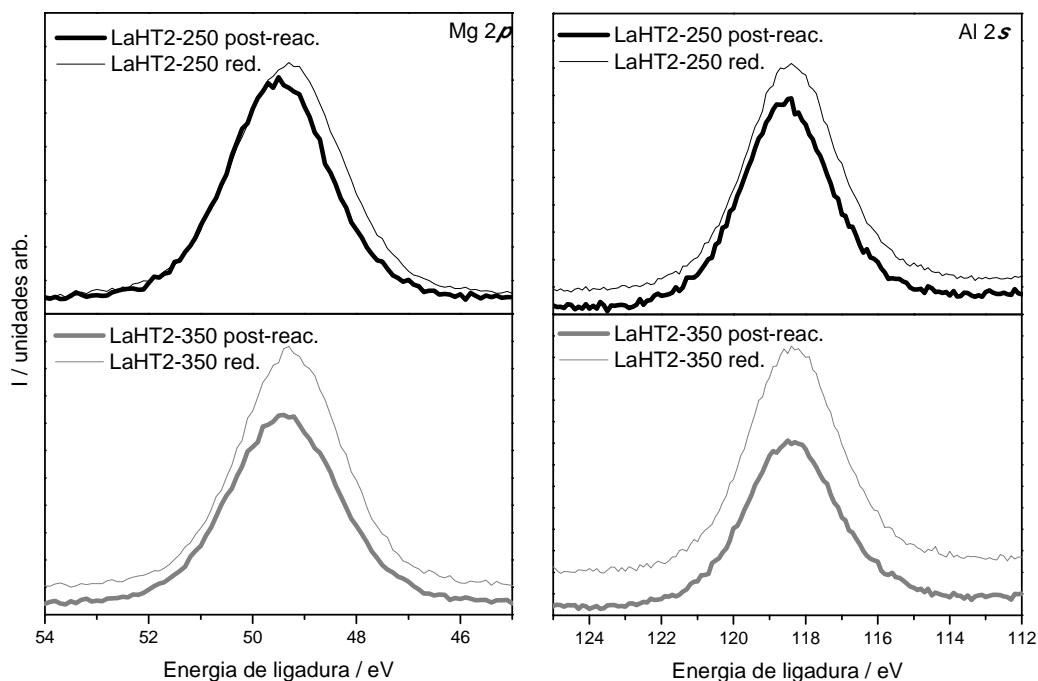 LaHT2-250 post-reac.
LaHT2-250 red.
Mg 2p
LaHT2-250 post-reac.
LaHT2-250 red.
Al 2s
I / unidades arb.
LaHT2-350 post-reac.
LaHT2-350 red.
LaHT2-350 post-reac.
LaHT2-350 red.
54 52 50 48 46
124 122 120 118 116 114 112
Energia de ligadura / eV
Energia de ligadura / eV